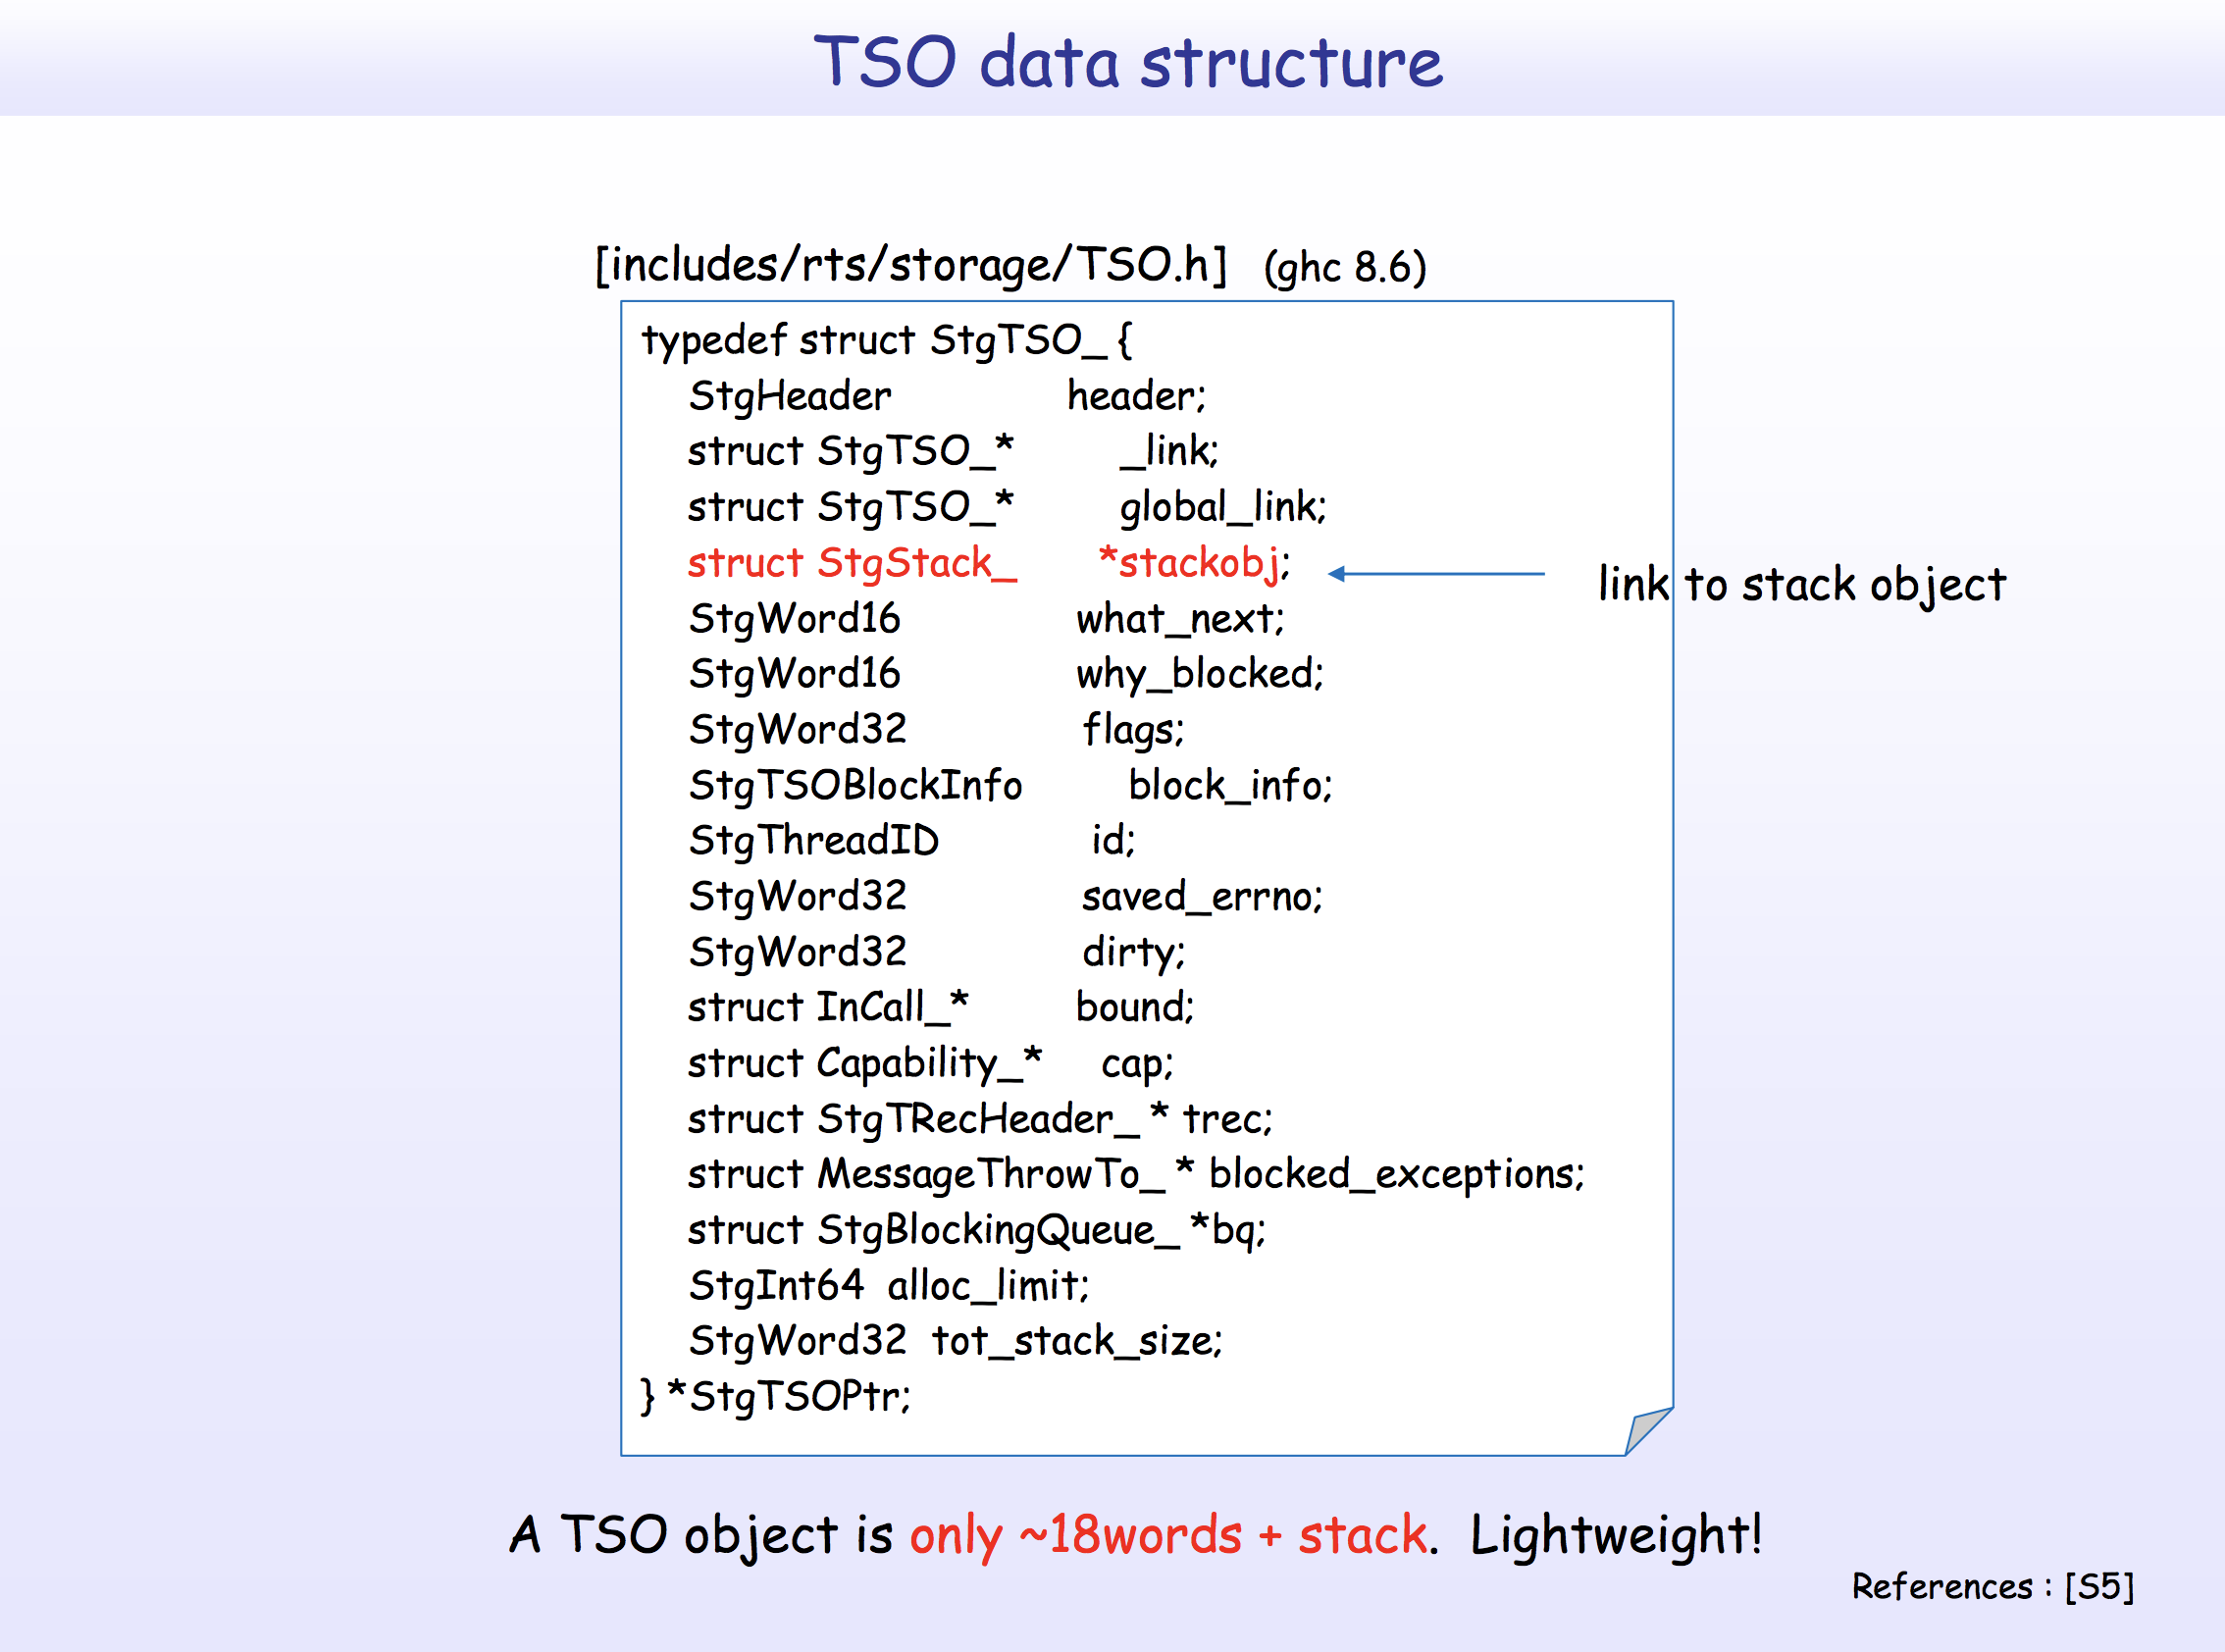 TSO data structure
[includes/rts/storage/TSO.h] (ghc 8.6)
typedef struct StgTSO_ {
StgHeader header;
struct StgTSO_* _link;
struct StgTSO_* global_link;
struct StgStack_ *stackobj;
link to stack object
StgWord16 what_next;
StgWord16 why_blocked;
StgWord32 flags;
StgTSOBlockInfo block_info;
StgThreadID id;
StgWord32 saved_errno;
StgWord32 dirty;
struct InCall_* bound;
struct Capability_* cap;
struct StgTRecHeader_ * trec;
struct MessageThrowTo_ * blocked_exceptions;
struct StgBlockingQueue_ *bq;
StgInt64 alloc_limit;
StgWord32 tot_stack_size;
} *StgTSOPtr;
A TSO object is only ~18words + stack. Lightweight!
References : [S5]